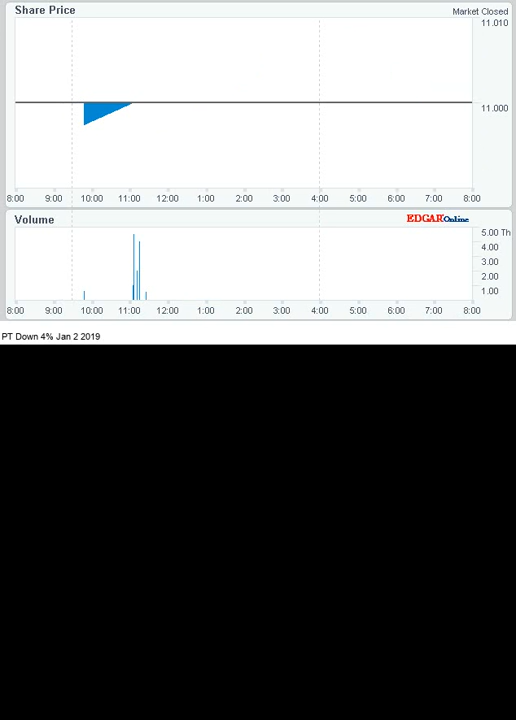 Share Price
Market Closed
11.010
11.000
8:00 9:00 10:00 11:00 12:00 1:00 2:00 3:00 4:00 5:00 6:00 7:00 8:00
Volume
EDGAR Online
5.00 Th
4.00
3.00
2.00
1.00
8:00 9:00 10:00 11:00 12:00 1:00 2:00 3:00 4:00 5:00 6:00 7:00 8:00
PT Down 4% Jan 2 2019